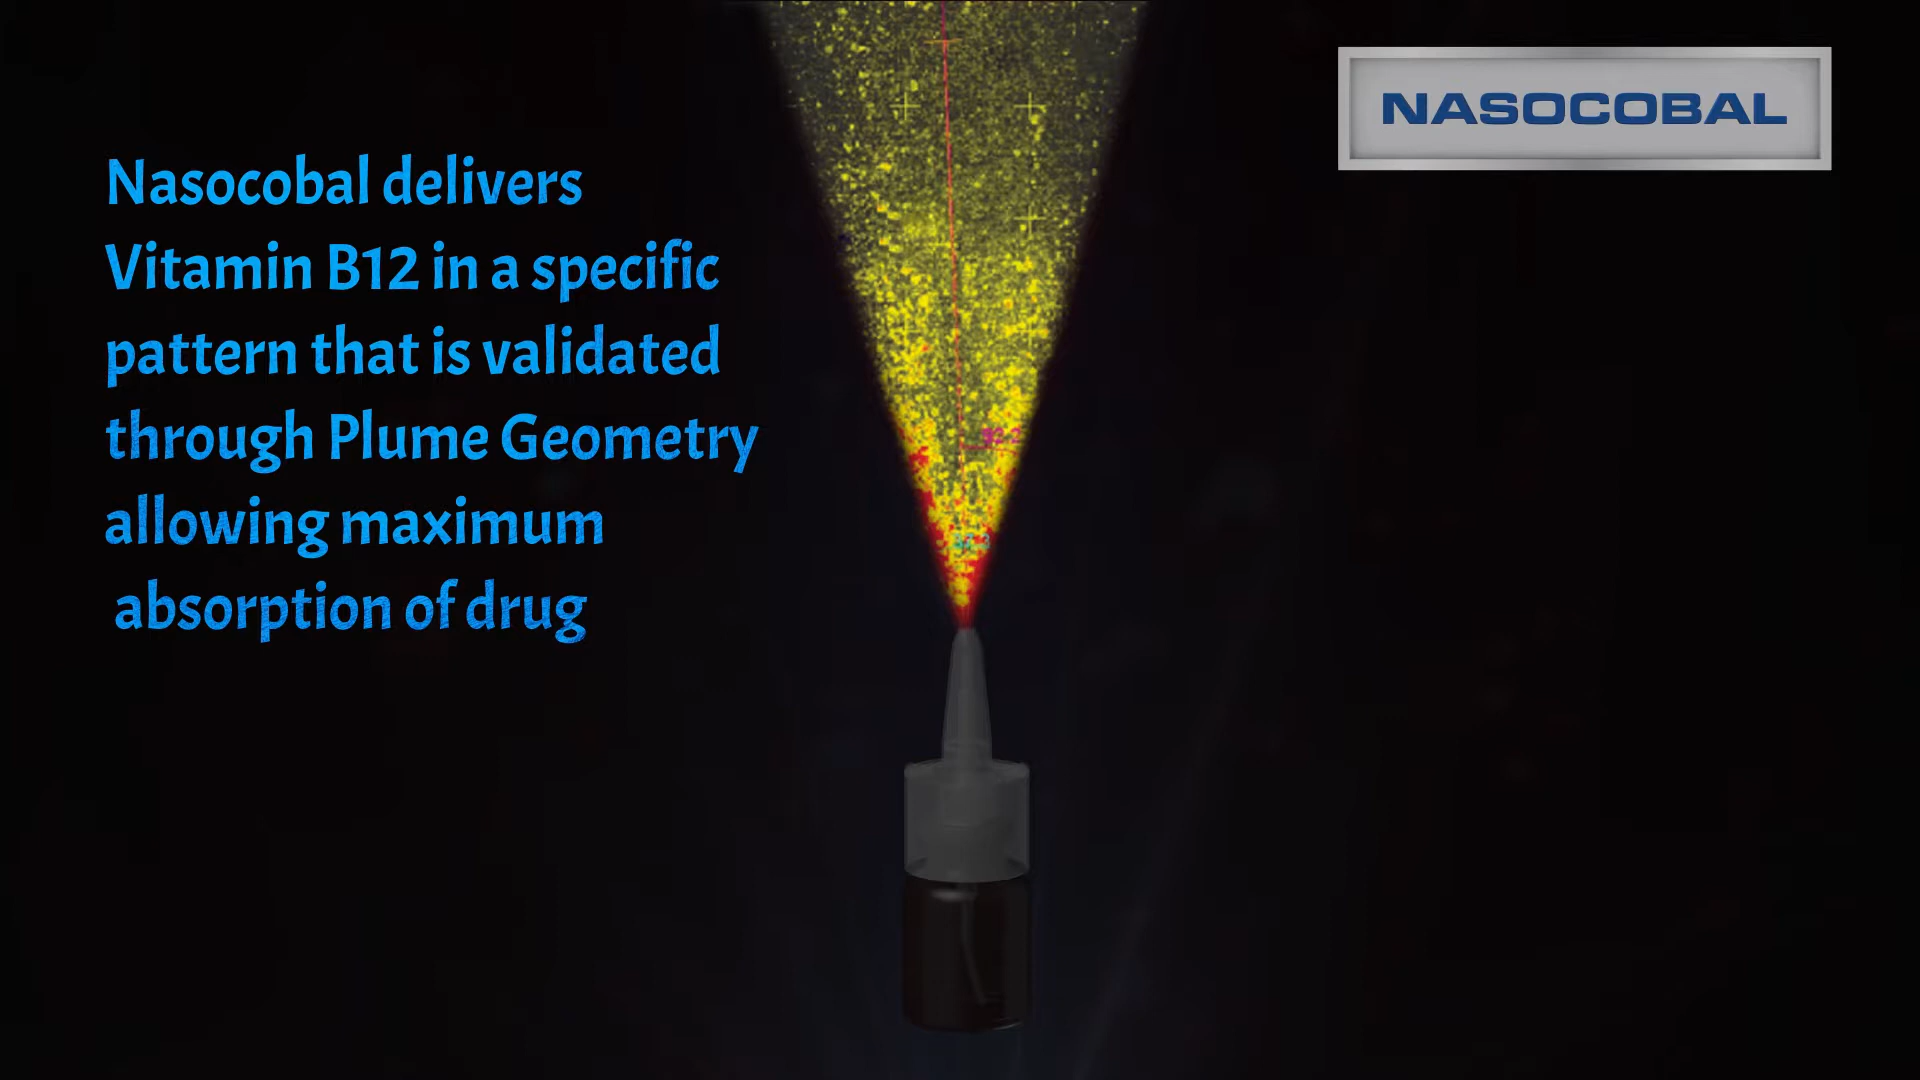 NASOCOBAL
Nasocobal delivers
Vitamin B12 in a specific
pattern that is validated
through Plume Geometry
allowing maximum
absorption of drug